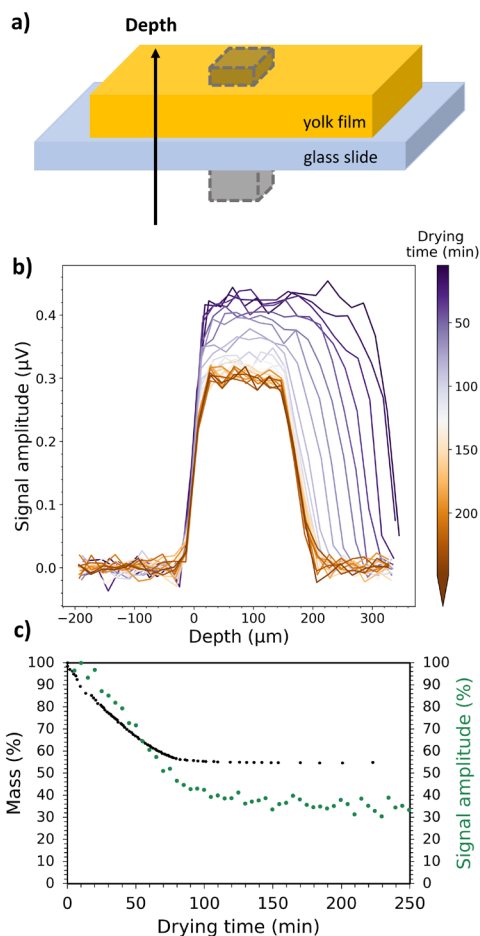 a)
Depth
yolk film
glass slide
b)
Drying
time (min)
Signal amplitude (μV)
0.4
0.3
0.2
0.1
0.0
−200 −100 0 100 200 300
Depth (μm)
50
100
150
200
c)
Mass (%)
100
90
80
70
60
50
40
30
20
10
0
0 50 100 150 200 250
Drying time (min)
100
90
80
70
60
50
40
30
20
10
0
Signal amplitude (%)